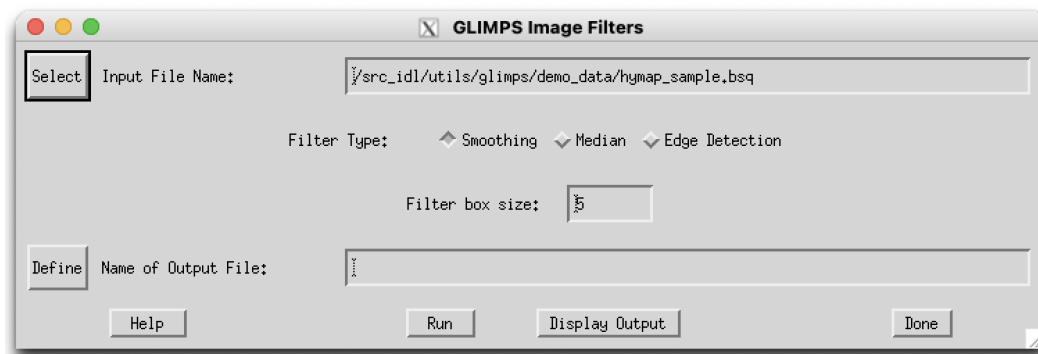 GLIMPS Image Filters
Select Input File Name: /src_idl/utils/glimps/demo_data/hymap_sample.bsq
Filter Type: Smoothing Median Edge Detection
Filter box size: 5
Define Name of Output File:
Help Run Display Output Done